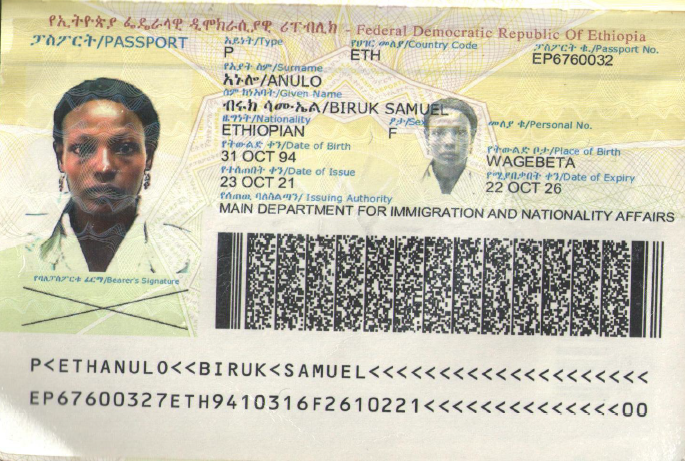 የኢትዮጵያ ፌዴራላዊ ዲሞክራሲያዊ ሪፐብሊክ - Federal Democratic Republic Of Ethiopia
ፓስፖርት/PASSPORT
ዓይነት/Type
የሀገር መለያ/Country Code
ፓስፖርት ቁ./Passport No.
P
ETH
EP6760032
የአያት ስም/Surname
አኑሎ/ANULO
ስም ከነአባት/Given Name
ብሩክ ሳሙኤል/BIRUK SAMUEL
ዜግነት/Nationality
ፆታ/Sex
መለያ ቁ/Personal No.
ETHIOPIAN
F
የትውልድ ቀን/Date of Birth
የትውልድ ቦታ/Place of Birth
31 OCT 94
WAGEBETA
የተሰጠበት ቀን/Date of Issue
የሚያበቃበት ቀን/Date of Expiry
23 OCT 21
22 OCT 26
የሰጠው ባለስልጣን/ Issuing Authority
MAIN DEPARTMENT FOR IMMIGRATION AND NATIONALITY AFFAIRS
የባለፓስፖርቱ ፊርማ/Bearer's Signature
P<ETHANULO<<BIRUK<SAMUEL<<<<<<<<<<<<<<<<<<<<
EP67600327ETH9410316F2610221<<<<<<<<<<<<<<00